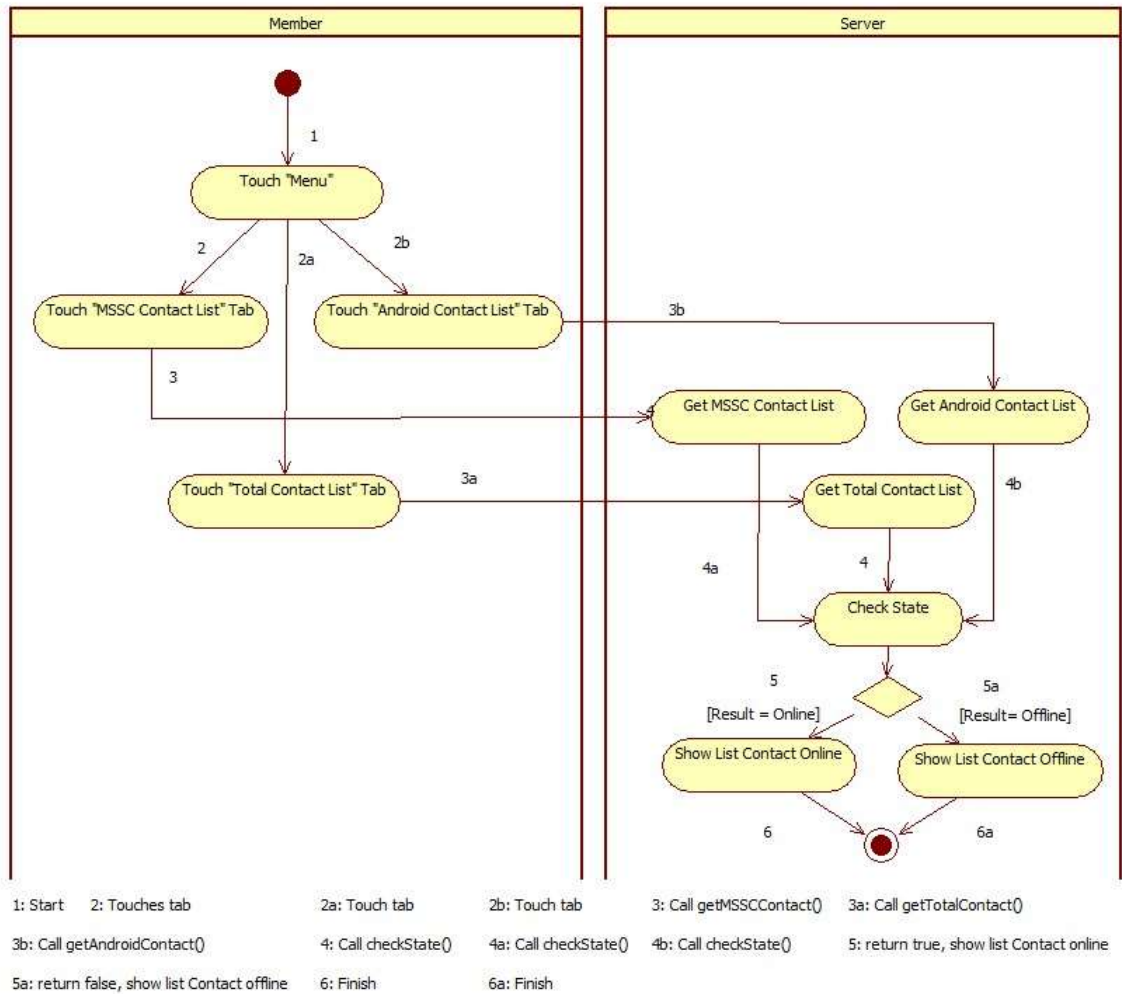 Member
Server
1
Touch "Menu"
2
2a
2b
Touch "MSSC Contact List" Tab
Touch "Android Contact List" Tab
3b
3
4
Get MSSC Contact List
Get Android Contact List
Touch "Total Contact List" Tab
3a
Get Total Contact List
4b
4a
4
Check State
5
5a
[Result = Online]
[Result= Offline]
Show List Contact Online
Show List Contact Offline
6
6a
1: Start 2: Touches tab 2a: Touch tab 2b: Touch tab 3: Call getMSSCContact() 3a: Call getTotalContact()
3b: Call getAndroidContact() 4: Call checkState() 4a: Call checkState() 4b: Call checkState() 5: return true, show list Contact online
5a: return false, show list Contact offline 6: Finish 6a: Finish